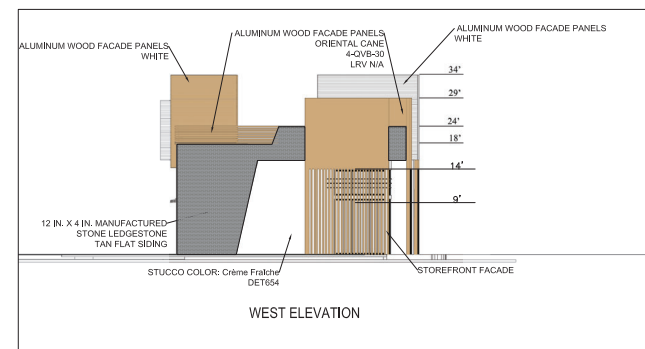 ALUMINUM WOOD FACADE PANELS
WHITE
ALUMINUM WOOD FACADE PANELS
ORIENTAL CANE
4-QVB-30
LRV N/A
ALUMINUM WOOD FACADE PANELS
WHITE
34'
29'
24'
18'
14'
9'
12 IN. X 4 IN. MANUFACTURED
STONE LEDGESTONE
TAN FLAT SIDING
STUCCO COLOR: Crème Fraîche
DET654
STOREFRONT FACADE
WEST ELEVATION